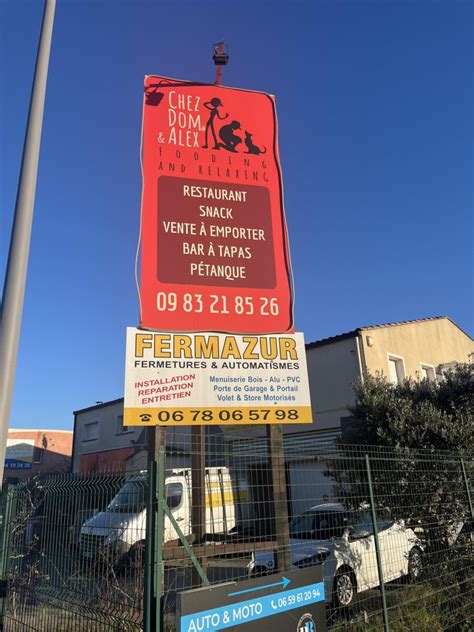 CHEZ
DOM
& ALEX
FOODING
AND RELAXING
RESTAURANT
SNACK
VENTE À EMPORTER
BAR À TAPAS
PÉTANQUE
09 83 21 85 26
FERMAZUR
FERMETURES & AUTOMATISMES
INSTALLATION
REPARATION
ENTRETIEN
Menuiserie Bois - Alu - PVC
Porte de Garage & Portail
Volet & Store Motorisés
06 78 06 57 98
AUTO & MOTO
06 59 61 20 94